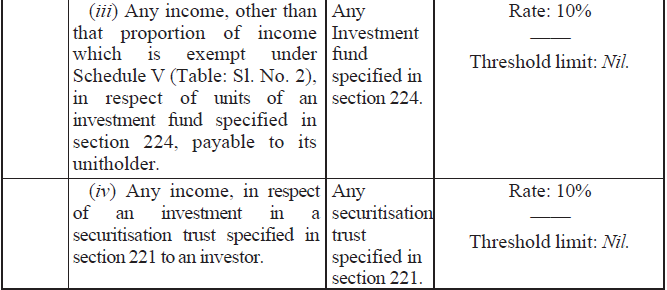 (iii) Any income, other than
that proportion of income
which is exempt under
Schedule V (Table: Sl. No. 2),
in respect of units of an
investment fund specified in
section 224, payable to its
unitholder.
Any
Investment
fund
specified in
section 224.
Rate: 10%
Threshold limit: Nil.
(iv) Any income, in respect
of an investment in a
securitisation trust specified in
section 221 to an investor.
Any
securitisation
trust
specified in
section 221.
Rate: 10%
Threshold limit: Nil.